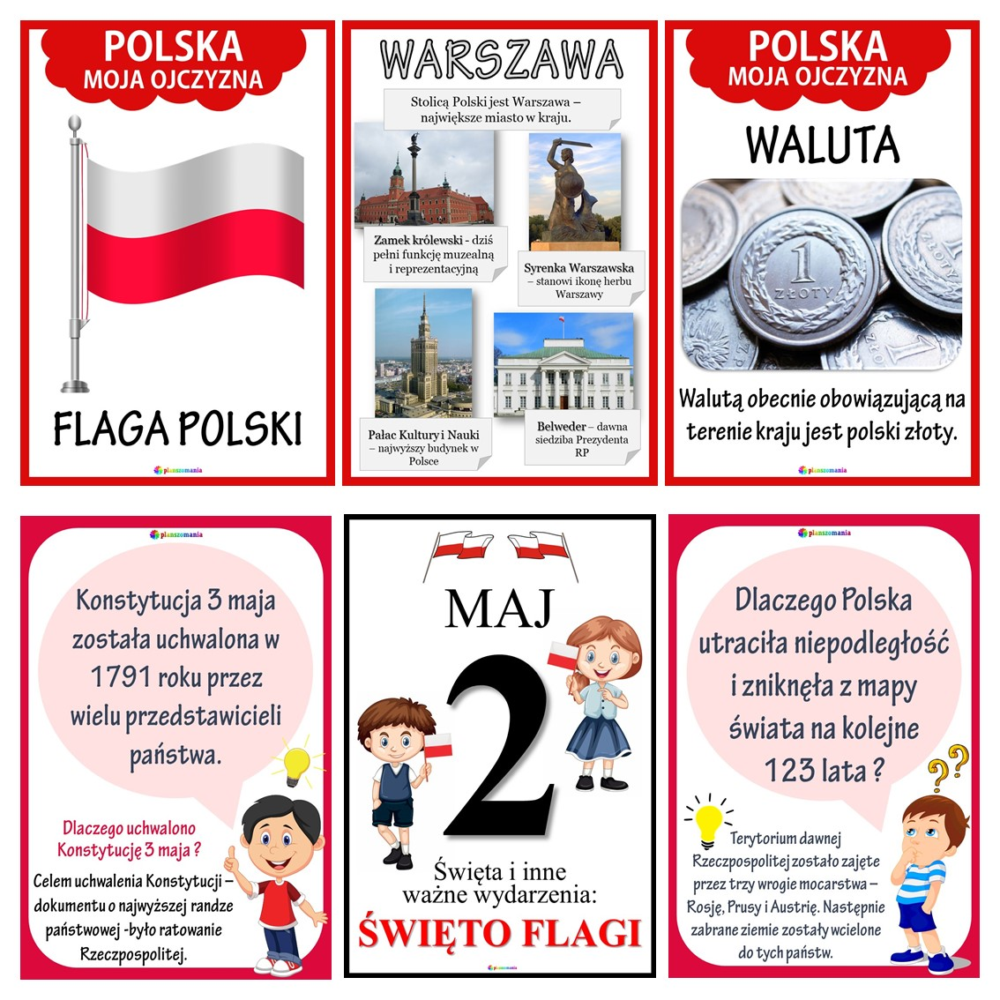 POLSKA
MOJA OJCZYZNA
FLAGA POLSKI
planszomania
WARSZAWA
Stolicą Polski jest Warszawa –
największe miasto w kraju.
Zamek królewski - dziś
pełni funkcję muzealną
i reprezentacyjną
Syrenka Warszawska
– stanowi ikonę herbu
Warszawy
Pałac Kultury i Nauki
– najwyższy budynek w
Polsce
Belweder – dawna
siedziba Prezydenta
RP
planszomania
POLSKA
MOJA OJCZYZNA
WALUTA
1
ZŁOTY
ZŁOTY
Walutą obecnie obowiązującą na
terenie kraju jest polski złoty.
planszomania
planszomania
Konstytucja 3 maja
została uchwalona w
1791 roku przez
wielu przedstawicieli
państwa.
Dlaczego uchwalono
Konstytucję 3 maja ?
Celem uchwalenia Konstytucji –
dokumentu o najwyższej randze
państwowej -było ratowanie
Rzeczpospolitej.
MAJ
2
Święta i inne
ważne wydarzenia:
ŚWIĘTO FLAGI
planszomania
planszomania
Dlaczego Polska
utraciła niepodległość
i zniknęła z mapy
świata na kolejne
123 lata ?
Terytorium dawnej
Rzeczpospolitej zostało zajęte
przez trzy wrogie mocarstwa –
Rosję, Prusy i Austrię. Następnie
zabrane ziemie zostały wcielone
do tych państw.